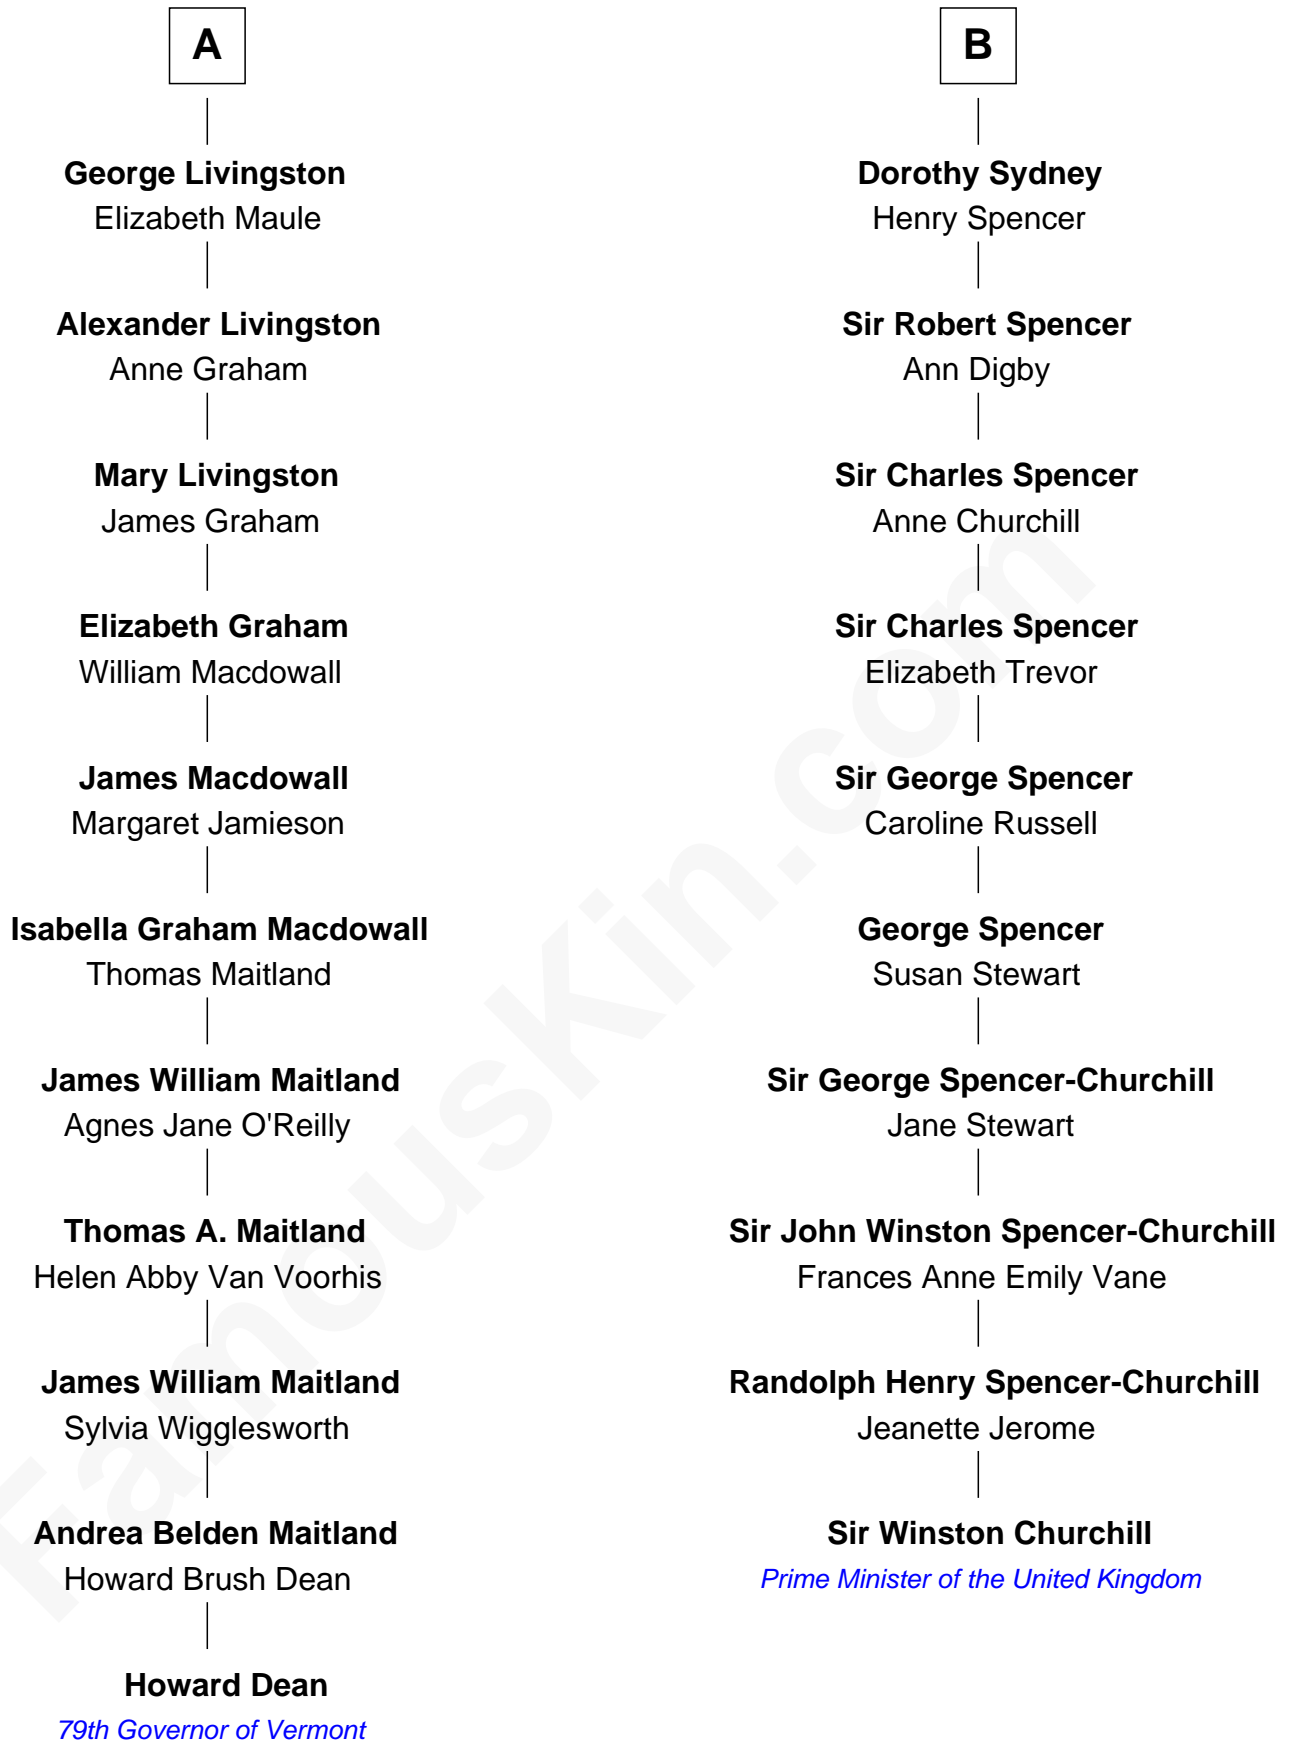 A
George Livingston
Elizabeth Maule
Alexander Livingston
Anne Graham
Mary Livingston
James Graham
Elizabeth Graham
William Macdowall
James Macdowall
Margaret Jamieson
Isabella Graham Macdowall
Thomas Maitland
James William Maitland
Agnes Jane O'Reilly
Thomas A. Maitland
Helen Abby Van Voorhis
James William Maitland
Sylvia Wigglesworth
Andrea Belden Maitland
Howard Brush Dean
Howard Dean
79th Governor of Vermont
B
Dorothy Sydney
Henry Spencer
Sir Robert Spencer
Ann Digby
Sir Charles Spencer
Anne Churchill
Sir Charles Spencer
Elizabeth Trevor
Sir George Spencer
Caroline Russell
George Spencer
Susan Stewart
Sir George Spencer-Churchill
Jane Stewart
Sir John Winston Spencer-Churchill
Frances Anne Emily Vane
Randolph Henry Spencer-Churchill
Jeanette Jerome
Sir Winston Churchill
Prime Minister of the United Kingdom
FamousKin.com